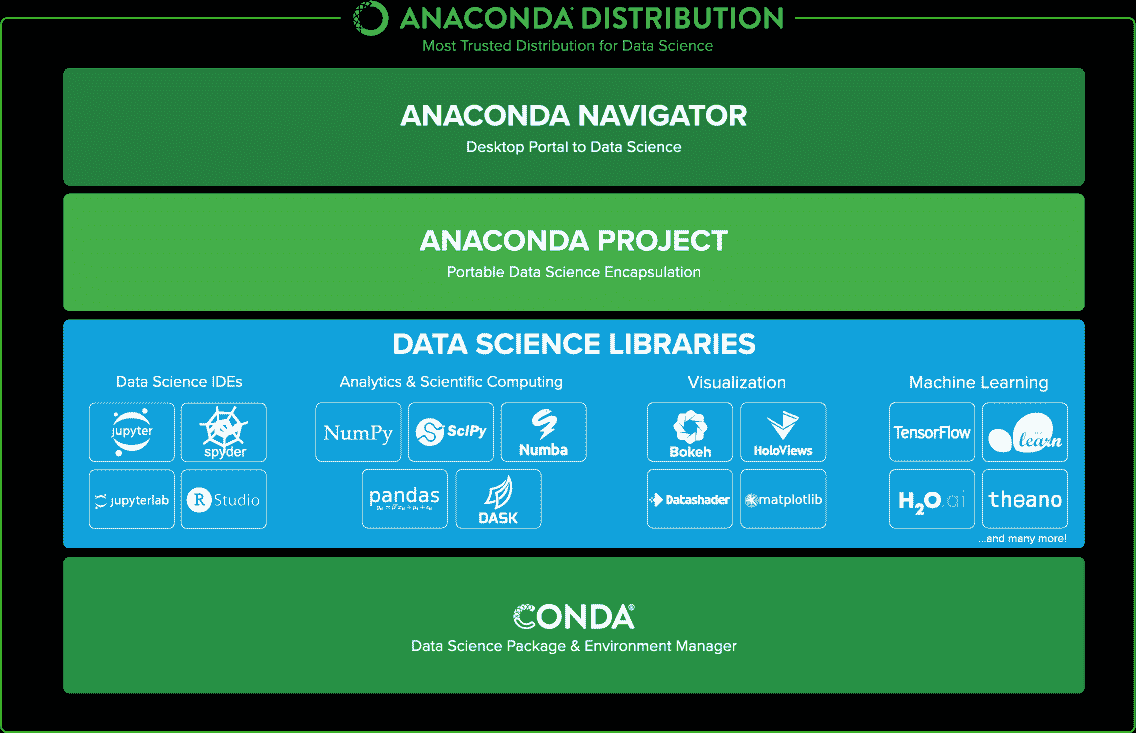 ANACONDA® DISTRIBUTION
Most Trusted Distribution for Data Science
ANACONDA NAVIGATOR
Desktop Portal to Data Science
ANACONDA PROJECT
Portable Data Science Encapsulation
DATA SCIENCE LIBRARIES
Data Science IDEs
Analytics & Scientific Computing
Visualization
Machine Learning
jupyter
spyder
NumPy
SciPy
Numba
Bokeh
HoloViews
TensorFlow
learn
jupyterlab
R Studio
pandas
DASK
Datashader
matplotlib
H2O.ai
theano
...and many more!
CONDA®
Data Science Package & Environment Manager